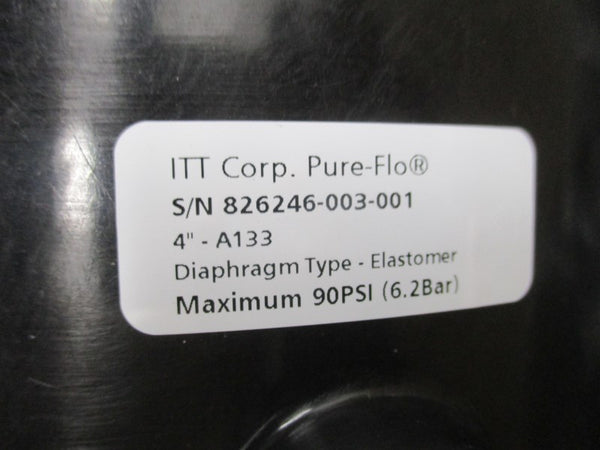 ITT Corp. Pure-Flo®
S/N 826246-003-001
4" - A133
Diaphragm Type - Elastomer
Maximum 90PSI (6.2Bar)